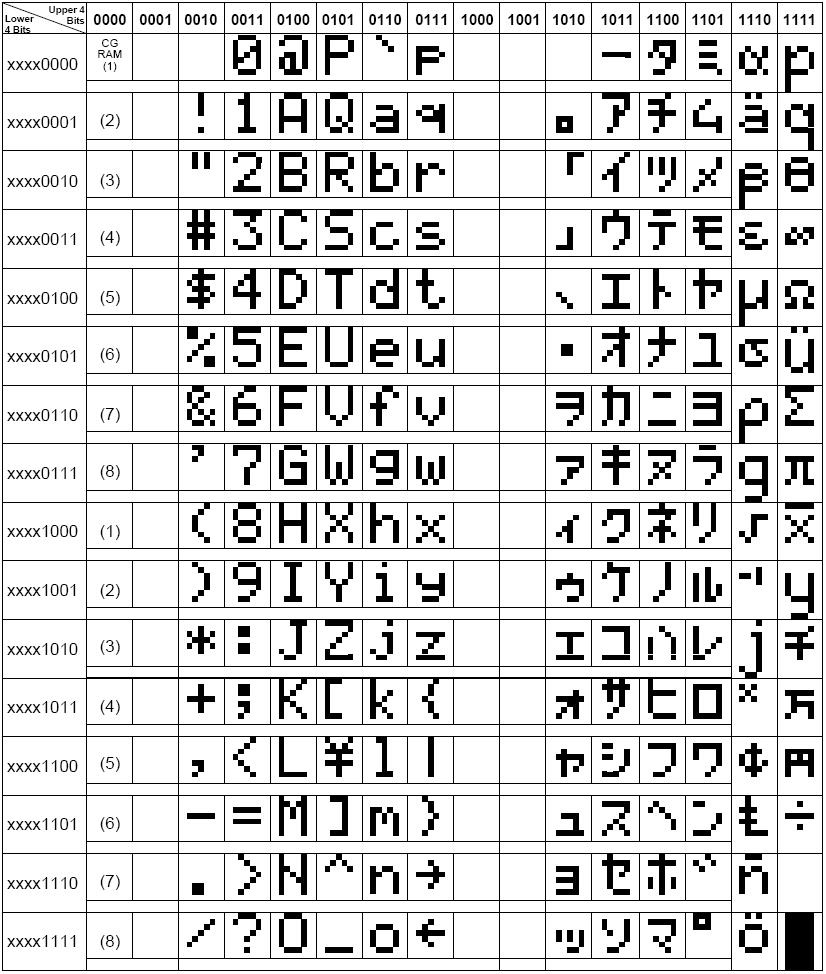 Upper 4 Bits Lower 4 Bits 0000 0001 0010 0011 0100 0101 0110 0111 1000 1001 1010 1011 1100 1101 1110 1111
xxxx0000 CG RAM (1) 0 @ P ` p ー タ ミ α p
xxxx0001 (2) ! 1 A Q a q 。 ア チ ム ä q
xxxx0010 (3) " 2 B R b r 「 イ ツ メ β θ
xxxx0011 (4) # 3 C S c s 」 ウ テ モ ε ∞
xxxx0100 (5) $ 4 D T d t 、 エ ト ヤ μ Ω
xxxx0101 (6) % 5 E U e u ・ オ ナ ユ σ ü
xxxx0110 (7) & 6 F V f v ヲ カ ニ ヨ ρ Σ
xxxx0111 (8) ' 7 G W g w ァ キ ヌ ラ g π
xxxx1000 (1) ( 8 H X h x ィ ク ネ リ √ x̄
xxxx1001 (2) ) 9 I Y i y ゥ ケ ノ ル ⁻¹ y
xxxx1010 (3) * : J Z j z ェ コ ハ レ j 千
xxxx1011 (4) + ; K [ k { ォ サ ヒ ロ ˣ 万
xxxx1100 (5) , < L ¥ l | ャ シ フ ワ ¢ 円
xxxx1101 (6) - = M ] m } ュ ス ヘ ン Ł ÷
xxxx1110 (7) . > N ^ n → ョ セ ホ ゛ ñ
xxxx1111 (8) / ? O _ o ← ッ ソ マ ゜ ö █